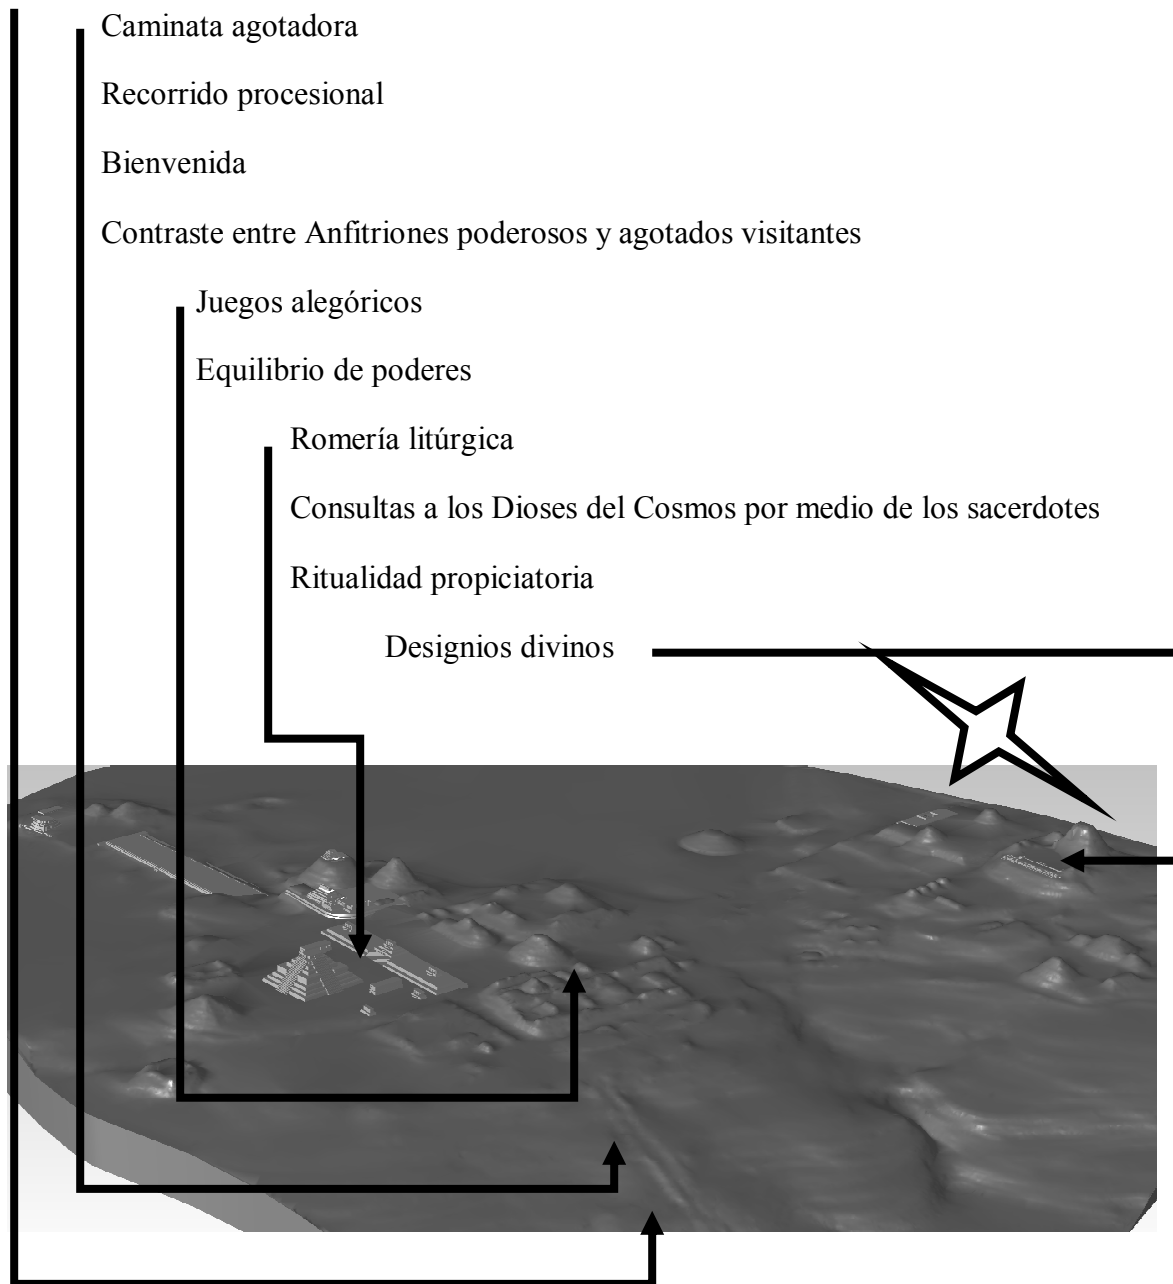 Caminata agotadora
Recorrido procesional
Bienvenida
Contraste entre Anfitriones poderosos y agotados visitantes
Juegos alegóricos
Equilibrio de poderes
Romería litúrgica
Consultas a los Dioses del Cosmos por medio de los sacerdotes
Ritualidad propiciatoria
Designios divinos